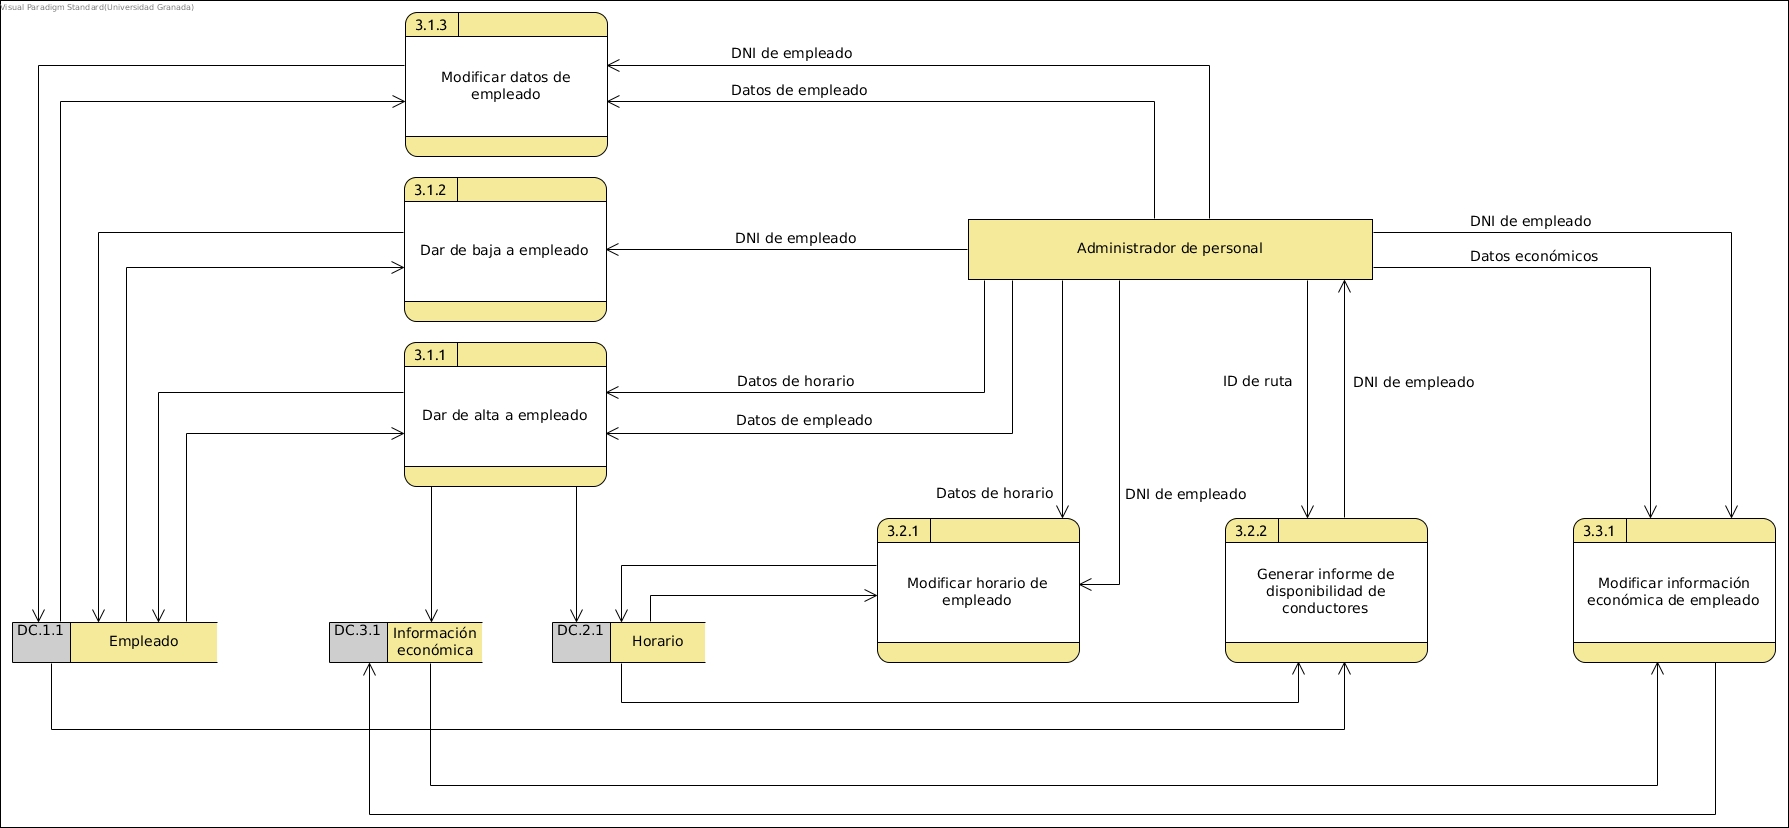 Visual Paradigm Standard(Universidad Granada)
3.1.3
Modificar datos de
empleado
DNI de empleado
Datos de empleado
3.1.2
Dar de baja a empleado
DNI de empleado
Administrador de personal
DNI de empleado
Datos económicos
3.1.1
Dar de alta a empleado
Datos de horario
Datos de empleado
ID de ruta
DNI de empleado
Datos de horario
DNI de empleado
3.2.1
Modificar horario de
empleado
3.2.2
Generar informe de
disponibilidad de
conductores
3.3.1
Modificar información
económica de empleado
DC.1.1
Empleado
DC.3.1
Información
económica
DC.2.1
Horario